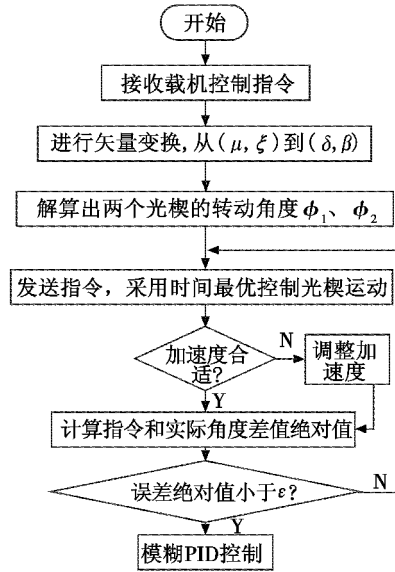 开始
接收载机控制指令
进行矢量变换,从(μ,ξ)到(δ,β)
解算出两个光楔的转动角度ϕ₁、ϕ₂
发送指令，采用时间最优控制光楔运动
加速度合
适?
N
调整加
速度
Y
计算指令和实际角度差值绝对值
误差绝对值小于ε?
N
Y
模糊PID控制